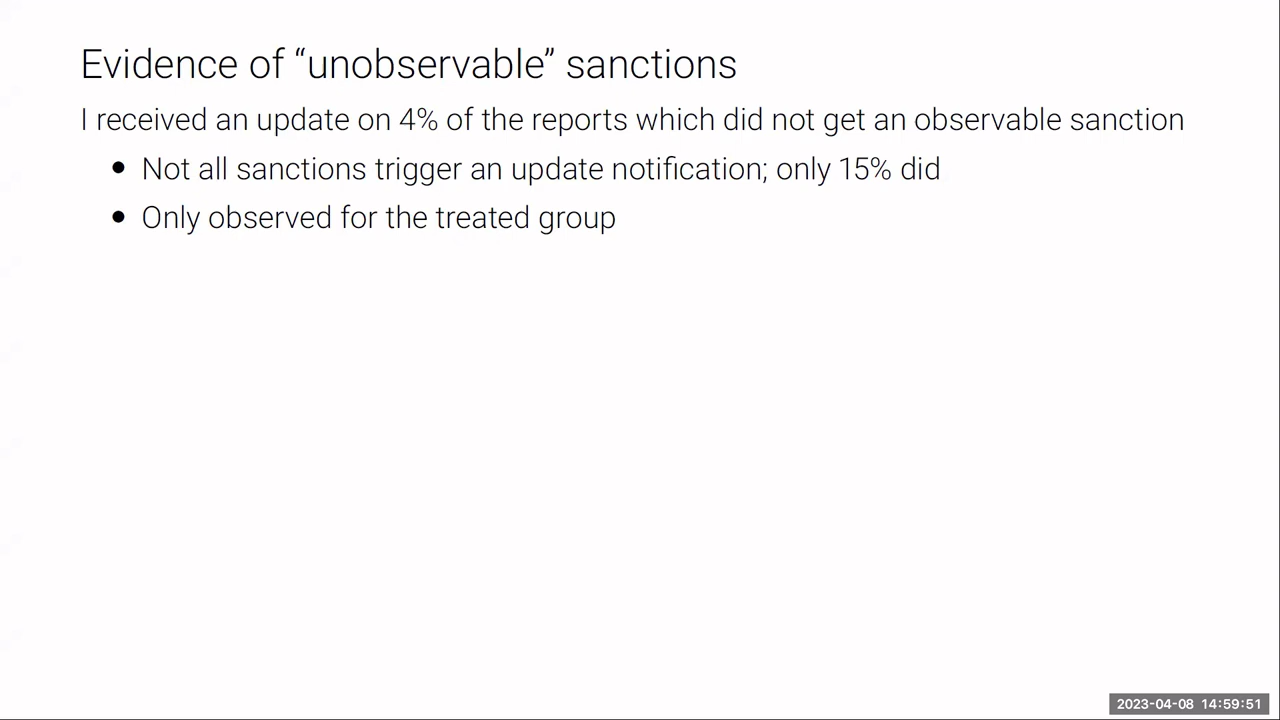 Evidence of “unobservable” sanctions
I received an update on 4% of the reports which did not get an observable sanction
● Not all sanctions trigger an update notification; only 15% did
● Only observed for the treated group
2023-04-08 14:59:51